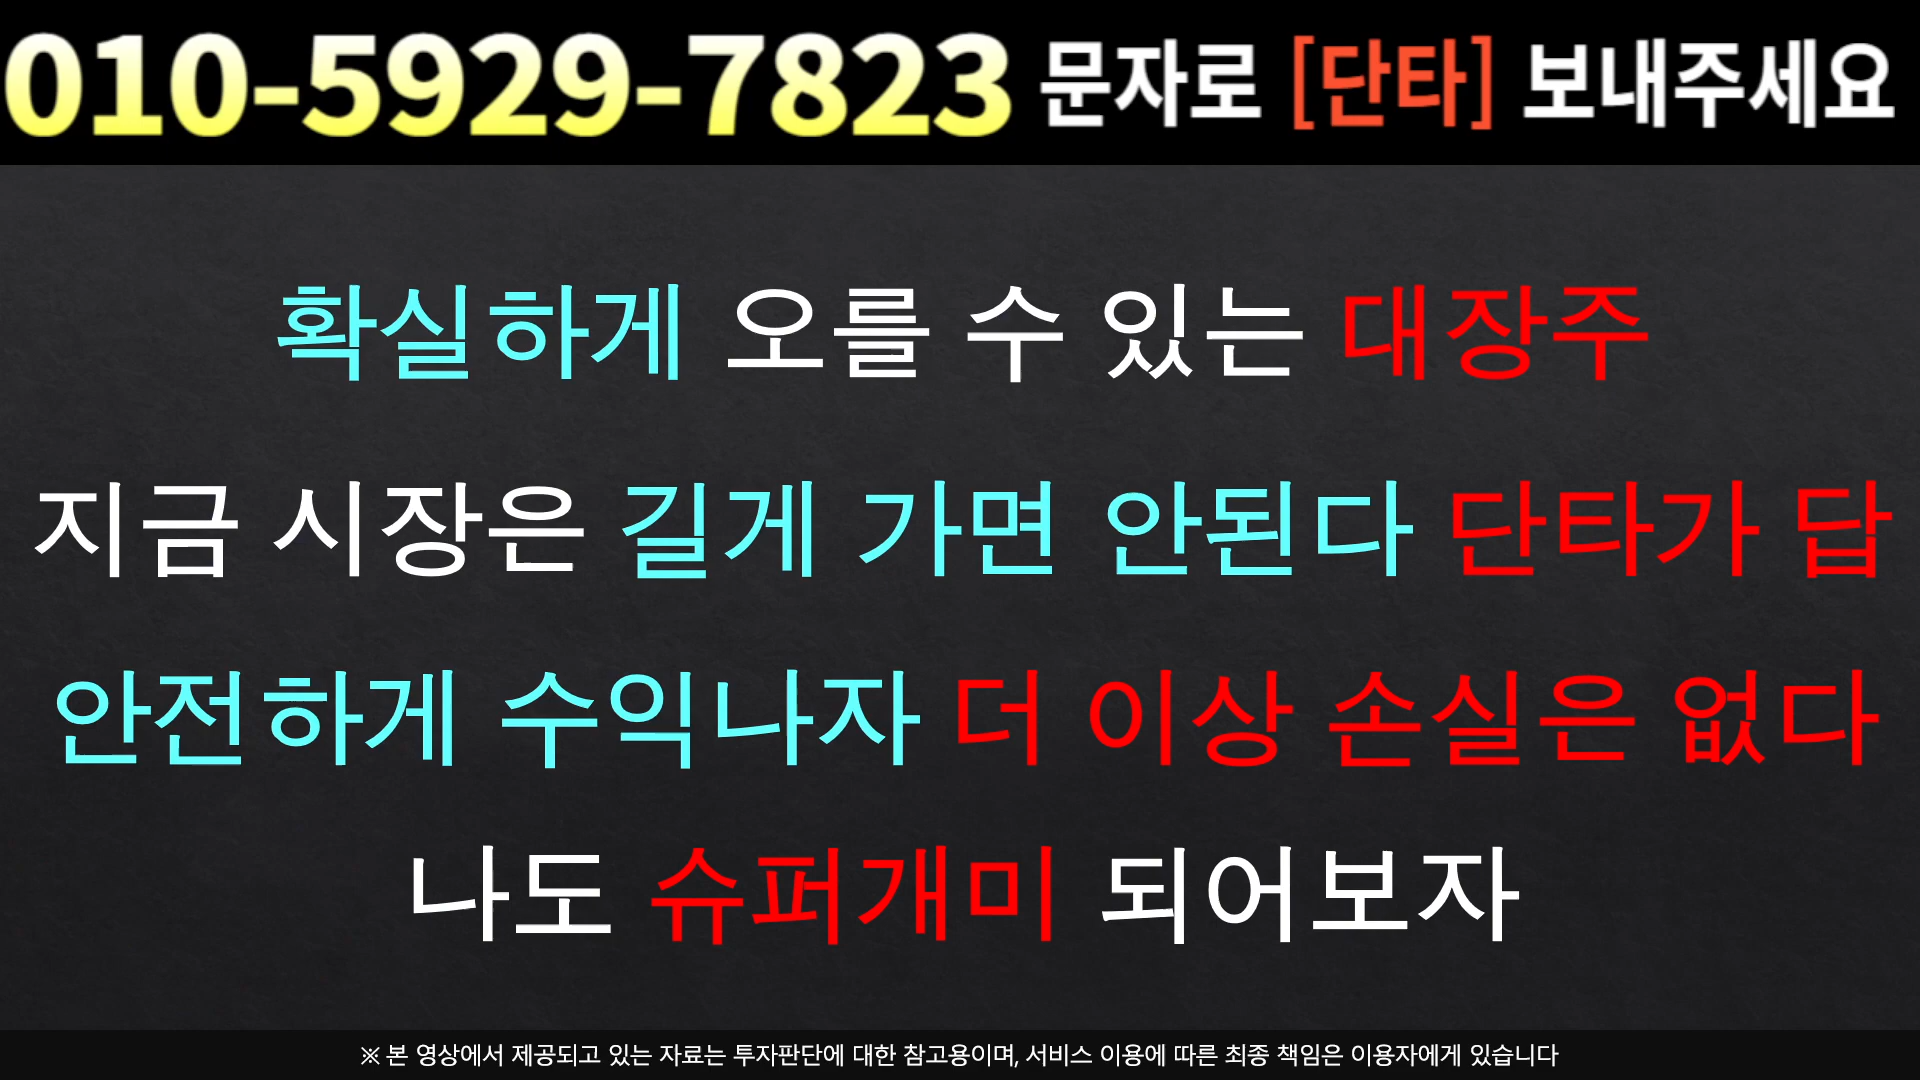 010-5929-7823 문자로 [단타] 보내주세요
확실하게 오를 수 있는 대장주
지금 시장은 길게 가면 안된다 단타가 답
안전하게 수익나자 더 이상 손실은 없다
나도 슈퍼개미 되어보자
※ 본 영상에서 제공되고 있는 자료는 투자판단에 대한 참고용이며, 서비스 이용에 따른 최종 책임은 이용자에게 있습니다